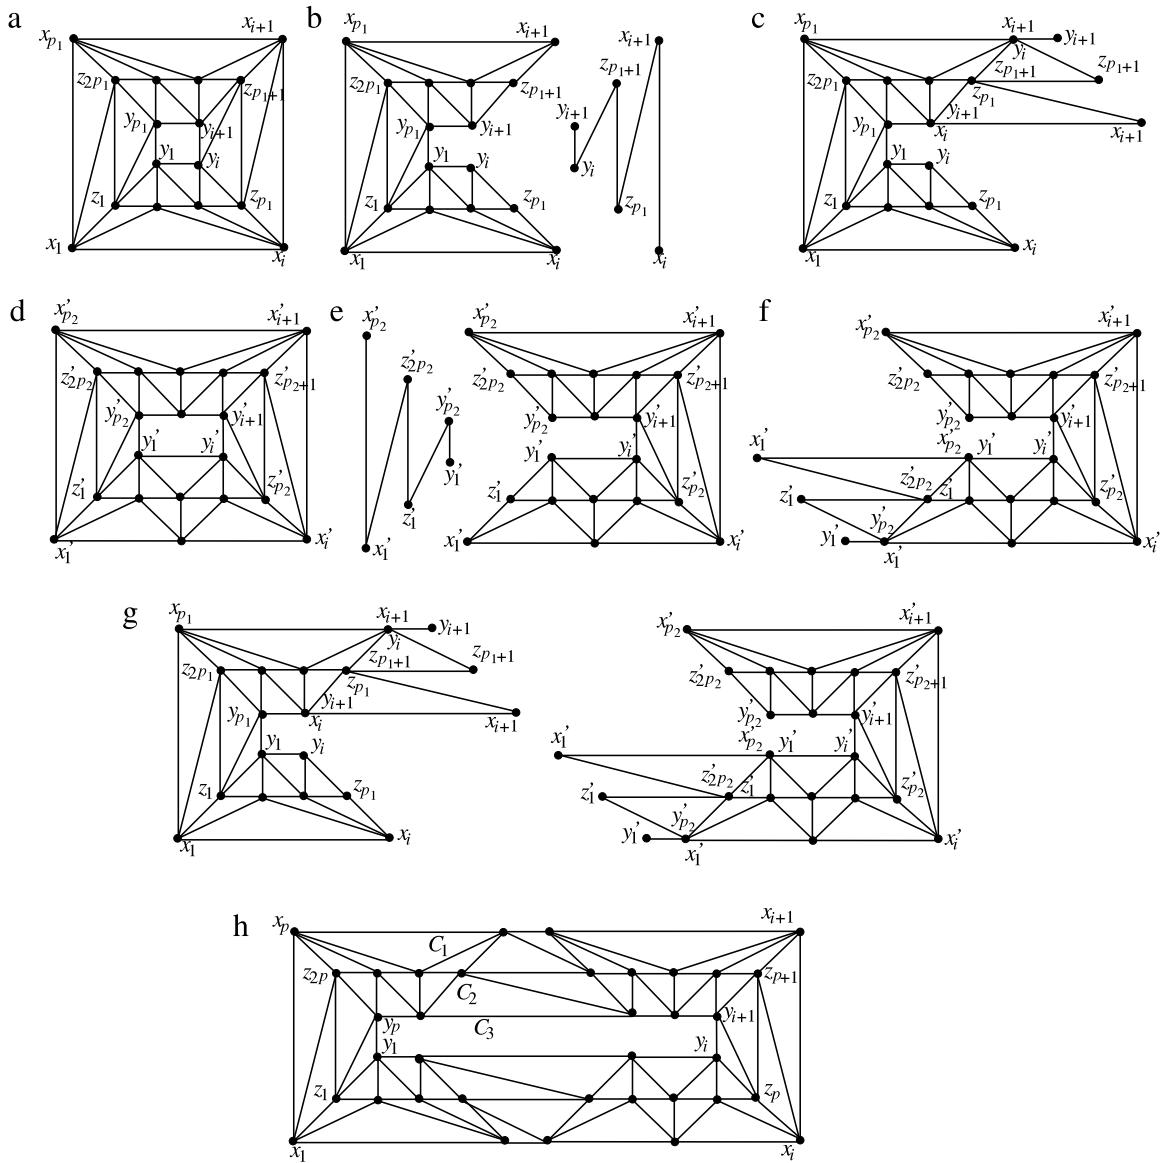 a
x_{p_1} x_{i+1}
z_{2p_1} z_{p_1+1}
y_{p_1} y_{i+1}
y_1 y_i
z_1 z_{p_1}
x_1 x_i
b
x_{p_1} x_{i+1} x_{i+1}
z_{2p_1} z_{p_1+1} z_{p_1+1}
y_{p_1} y_{i+1} y_{i+1}
y_1 y_i y_i
z_1 z_{p_1} z_{p_1}
x_1 x_i x_i
c
x_{p_1} x_{i+1} y_{i+1}
y_i
z_{2p_1} z_{p_1+1} z_{p_1+1}
z_{p_1}
y_{i+1}
y_{p_1} x_i x_{i+1}
y_1 y_i
z_1 z_{p_1}
x_1 x_i
d
x'_{p_2} x'_{i+1}
z'_{2p_2} z'_{p_2+1}
y'_{p_2} y'_{i+1}
y'_1 y'_i
z'_1 z'_{p_2}
x'_1 x'_i
e
x'_{p_2} x'_{p_2} x'_{i+1}
z'_{2p_2} z'_{2p_2} z'_{p_2+1}
y'_{p_2} y'_{p_2} y'_{i+1}
y'_1 y'_1 y'_i
z'_1 z'_1 z'_{p_2}
x'_1 x'_1 x'_i
f
x'_{p_2} x'_{i+1}
z'_{2p_2} z'_{p_2+1}
y'_{p_2} y'_{i+1}
x'_1 x'_{p_2} y'_1 y'_i
z'_1 z'_{2p_2} z'_1 z'_{p_2}
y'_{p_2}
y'_1 x'_1 x'_i
g
x_{p_1} x_{i+1} y_{i+1}
y_i
z_{2p_1} z_{p_1+1} z_{p_1+1}
z_{p_1}
y_{i+1}
y_{p_1} x_i x_{i+1}
y_1 y_i
z_1 z_{p_1}
x_1 x_i
x'_{p_2} x'_{i+1}
z'_{2p_2} z'_{p_2+1}
y'_{p_2} y'_{i+1}
x'_1 x'_{p_2} y'_1 y'_i
z'_1 z'_{2p_2} z'_1 z'_{p_2}
y'_{p_2}
y'_1 x'_1 x'_i
h
x_p x_{i+1}
C_1
z_{2p} z_{p+1}
C_2
y_p C_3 y_{i+1}
y_1 y_i
z_1 z_p
x_1 x_i